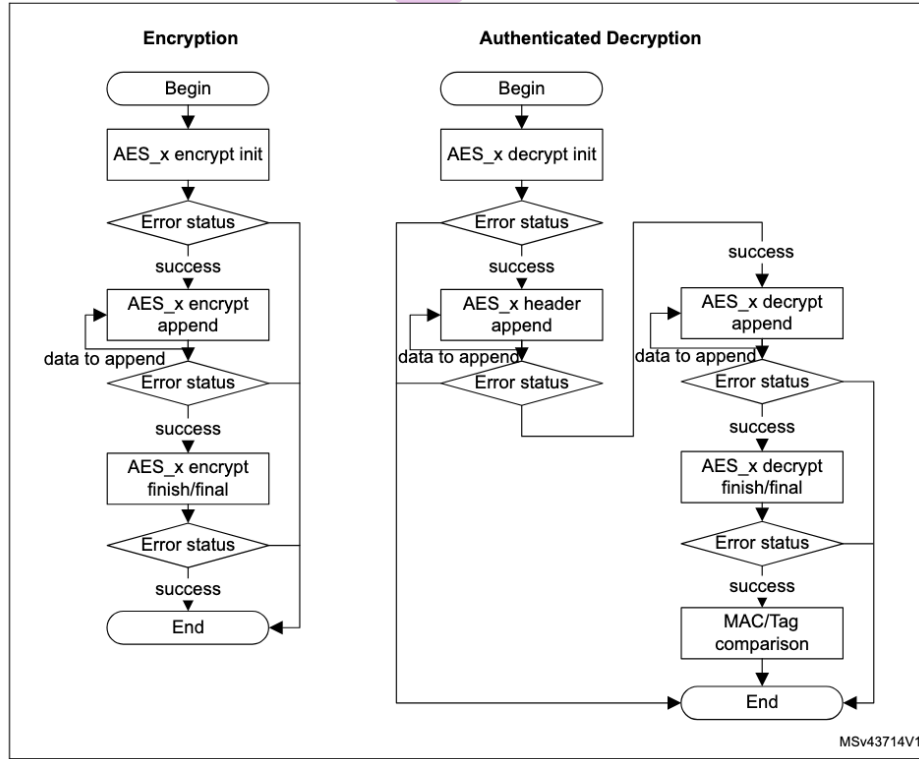 Encryption
Begin
AES_x encrypt init
Error status
success
AES_x encrypt
append
data to append
Error status
success
AES_x encrypt
finish/final
Error status
success
End
Authenticated Decryption
Begin
AES_x decrypt init
Error status
success
AES_x header
append
data to append
Error status
success
AES_x decrypt
append
data to append
Error status
success
AES_x decrypt
finish/final
Error status
success
MAC/Tag
comparison
End
MSv43714V1